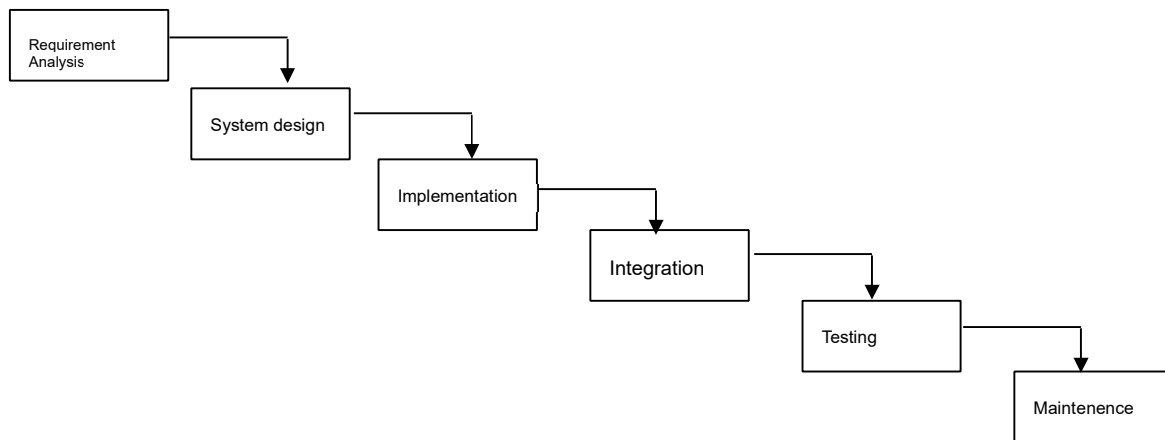 Requirement
Analysis
System design
Implementation
Integration
Testing
Maintenence